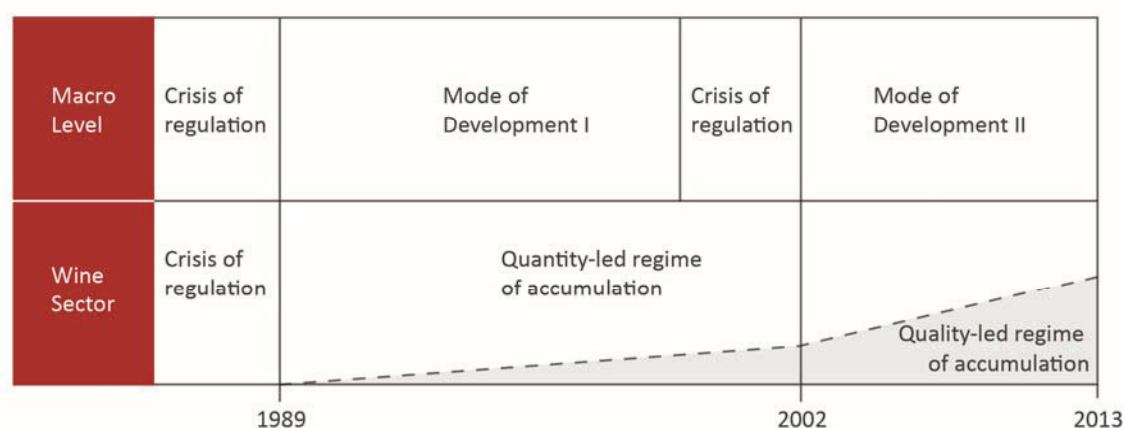 Macro
Level
Crisis of
regulation
Mode of
Development I
Crisis of
regulation
Mode of
Development II
Wine
Sector
Crisis of
regulation
Quantity-led regime
of accumulation
Quality-led regime
of accumulation
1989
2002
2013